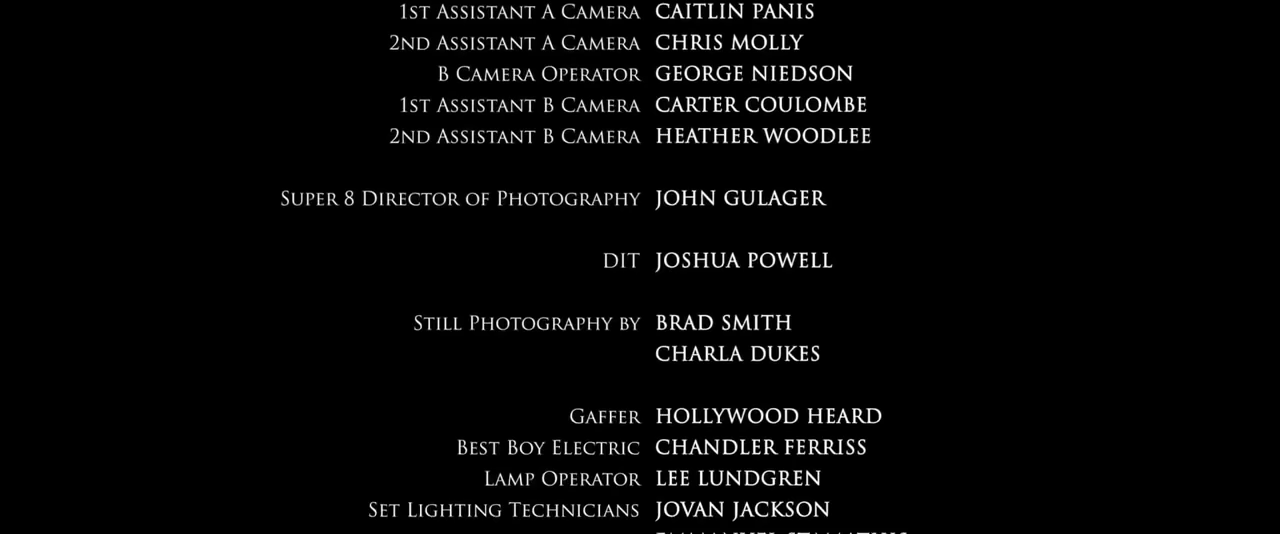 1st Assistant A Camera CAITLIN PANIS
2nd Assistant A Camera CHRIS MOLLY
B Camera Operator GEORGE NIEDSON
1st Assistant B Camera CARTER COULOMBE
2nd Assistant B Camera HEATHER WOODLEE
Super 8 Director of Photography JOHN GULAGER
DIT JOSHUA POWELL
Still Photography by BRAD SMITH
CHARLA DUKES
Gaffer HOLLYWOOD HEARD
Best Boy Electric CHANDLER FERRISS
Lamp Operator LEE LUNDGREN
Set Lighting Technicians JOVAN JACKSON